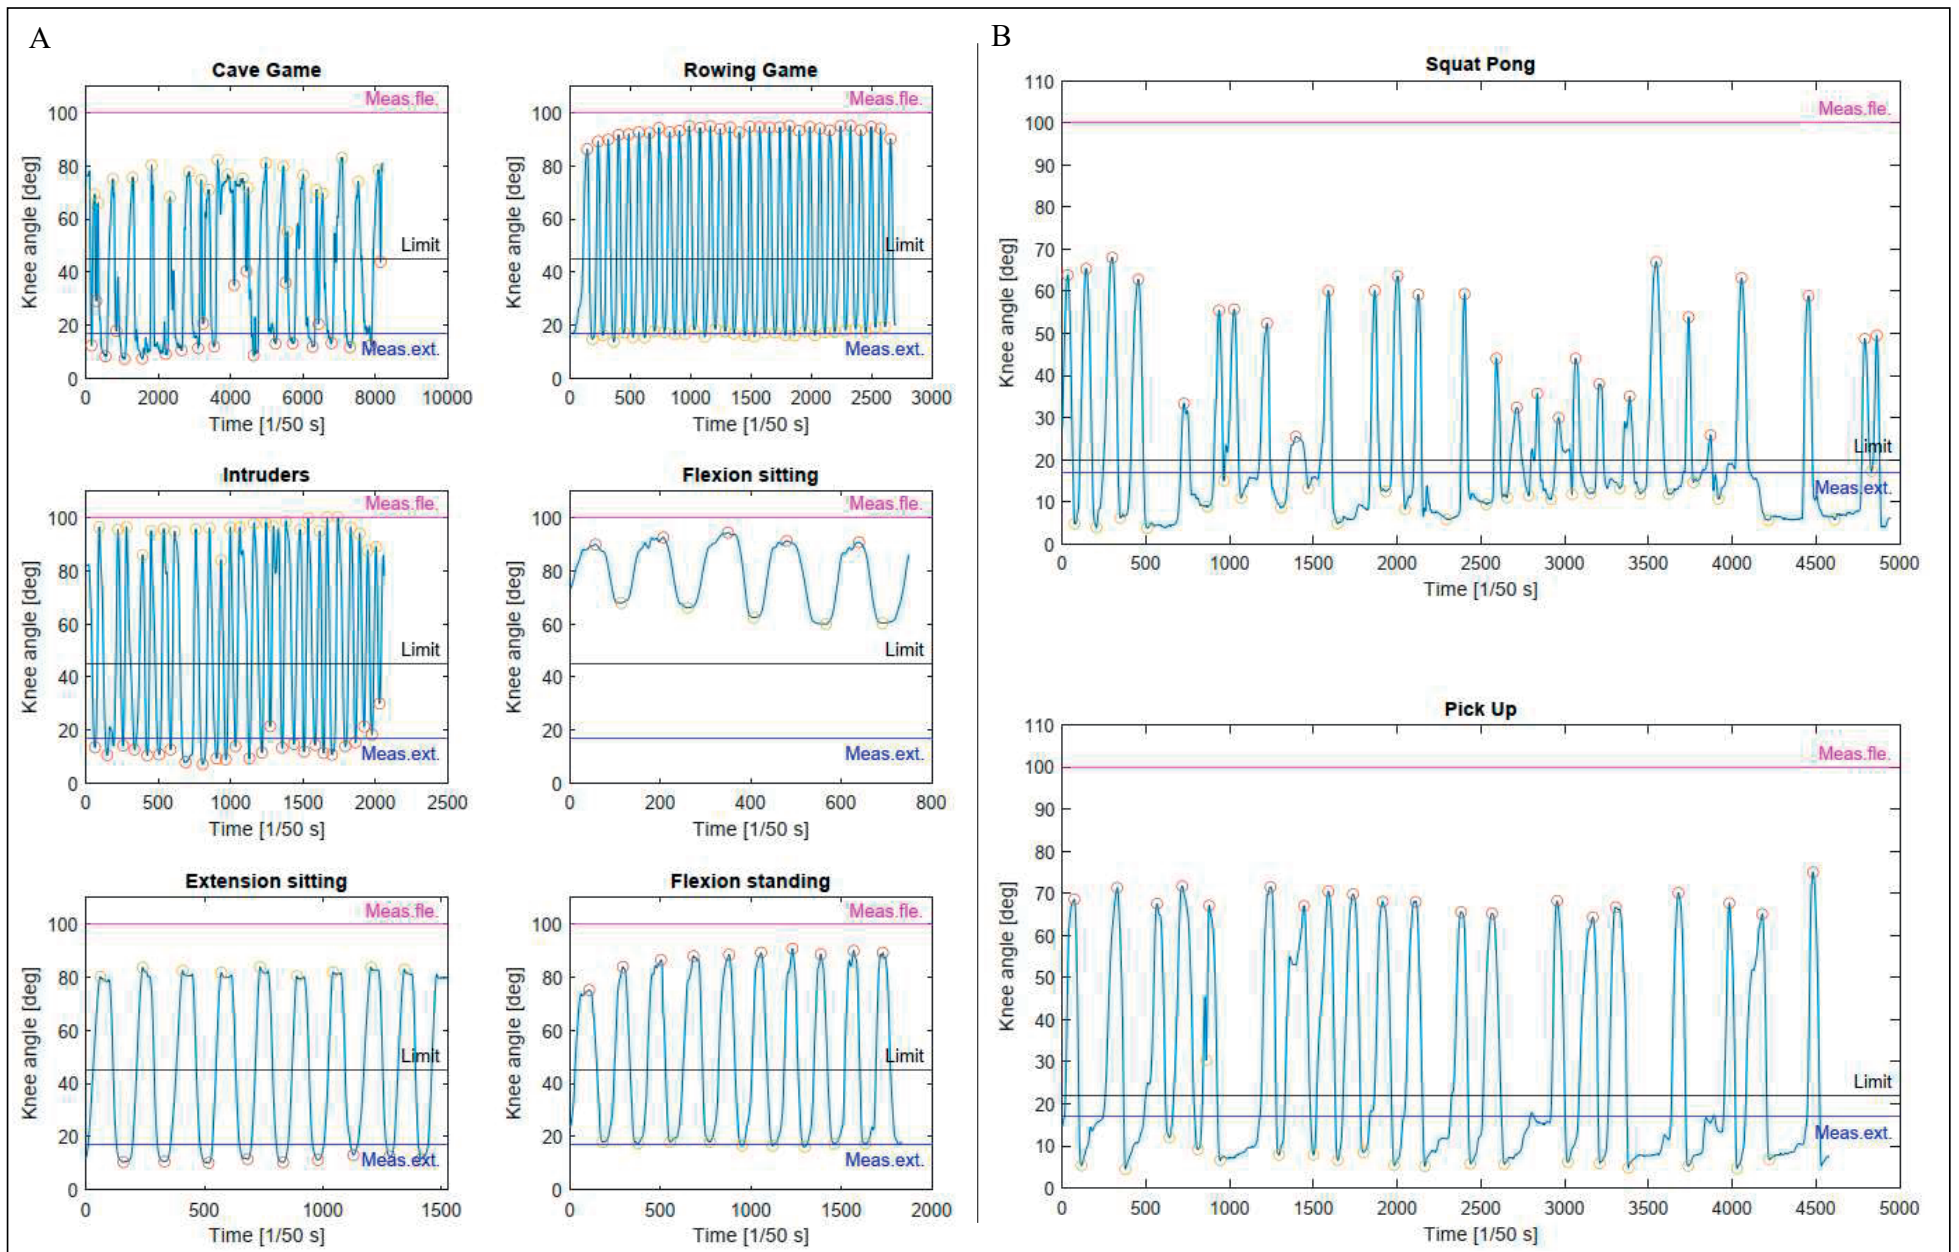 A
Cave Game
Meas.fle.
Limit
Meas.ext.
Knee angle [deg]
100
80
60
40
20
0
0 2000 4000 6000 8000 10000
Time [1/50 s]
Rowing Game
Meas.fle.
Limit
Meas.ext.
Knee angle [deg]
100
80
60
40
20
0
0 500 1000 1500 2000 2500 3000
Time [1/50 s]
Intruders
Meas.fle.
Limit
Meas.ext.
Knee angle [deg]
100
80
60
40
20
0
0 500 1000 1500 2000 2500
Time [1/50 s]
Flexion sitting
Meas.fle.
Limit
Meas.ext.
Knee angle [deg]
100
80
60
40
20
0
0 200 400 600 800
Time [1/50 s]
Extension sitting
Meas.fle.
Limit
Meas.ext.
Knee angle [deg]
100
80
60
40
20
0
0 500 1000 1500
Time [1/50 s]
Flexion standing
Meas.fle.
Limit
Meas.ext.
Knee angle [deg]
100
80
60
40
20
0
0 500 1000 1500 2000
Time [1/50 s]
B
Squat Pong
Meas.fle.
Limit
Meas.ext.
Knee angle [deg]
110
100
90
80
70
60
50
40
30
20
10
0
0 500 1000 1500 2000 2500 3000 3500 4000 4500 5000
Time [1/50 s]
Pick Up
Meas.fle.
Limit
Meas.ext.
Knee angle [deg]
110
100
90
80
70
60
50
40
30
20
10
0
0 500 1000 1500 2000 2500 3000 3500 4000 4500 5000
Time [1/50 s]